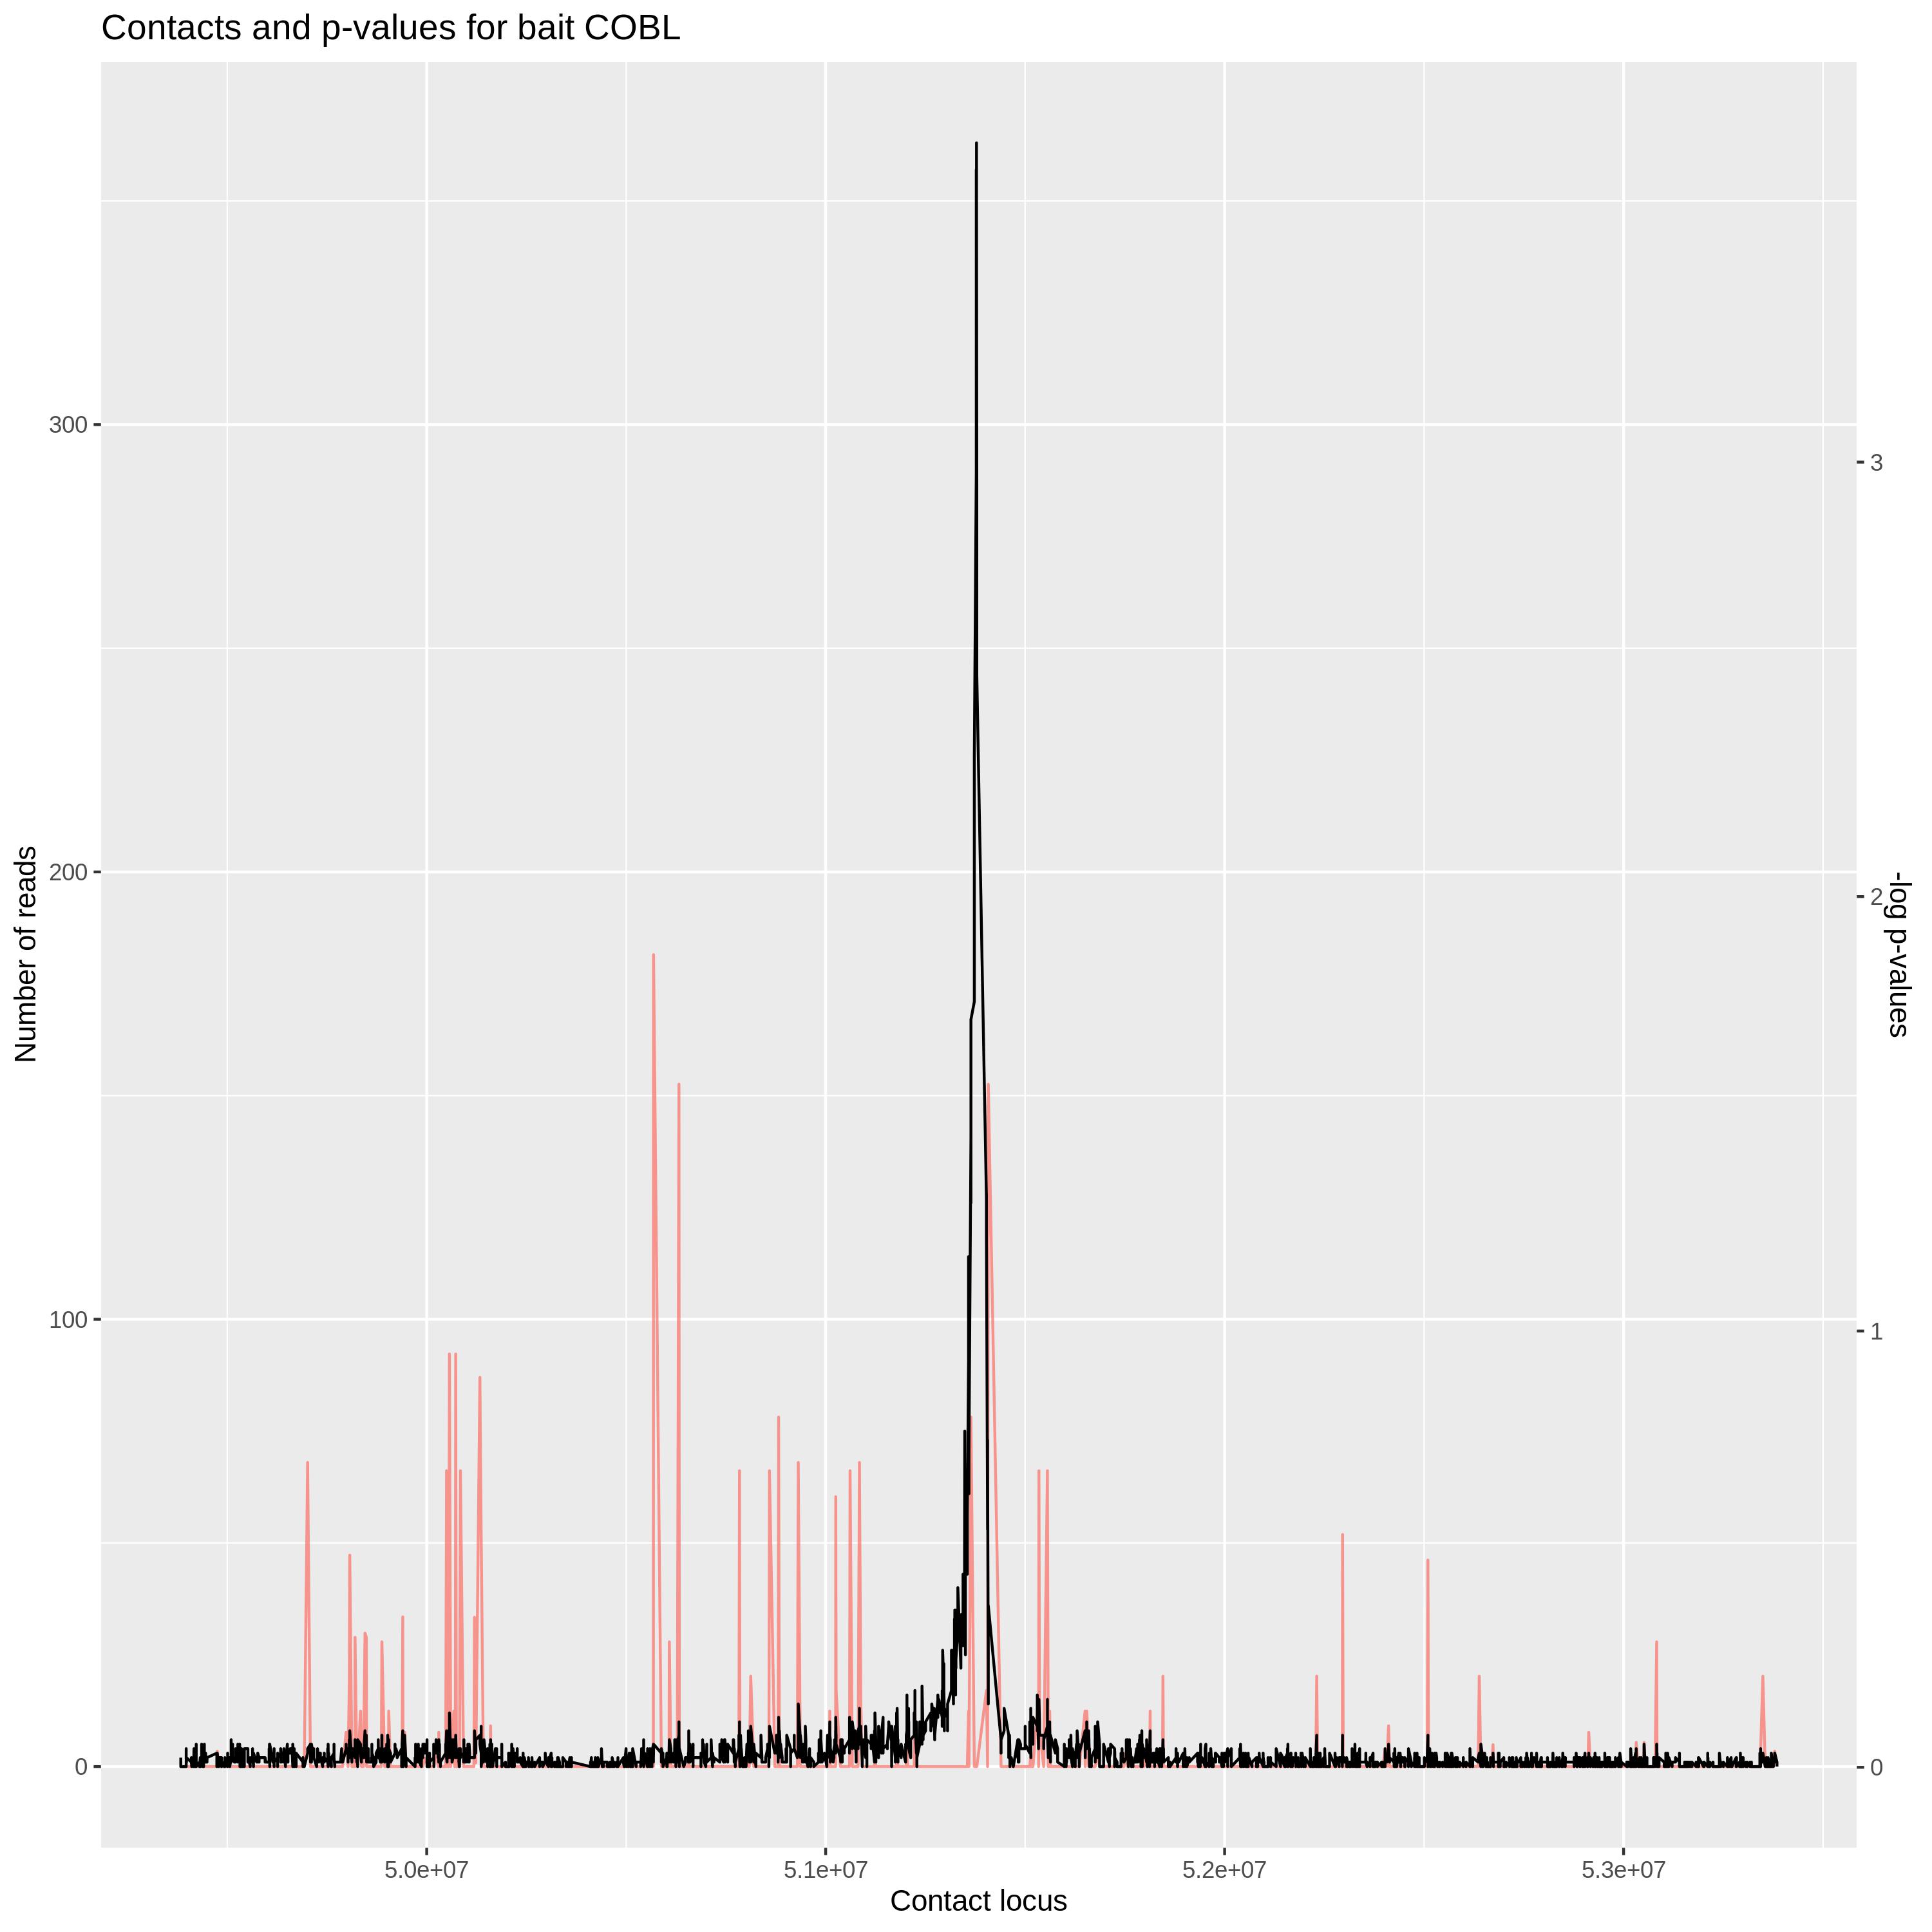 Contacts and p-values for bait COBL
300
200
100
0
Number of reads
3
2
1
0
-log p-values
5.0e+07 5.1e+07 5.2e+07 5.3e+07
Contact locus